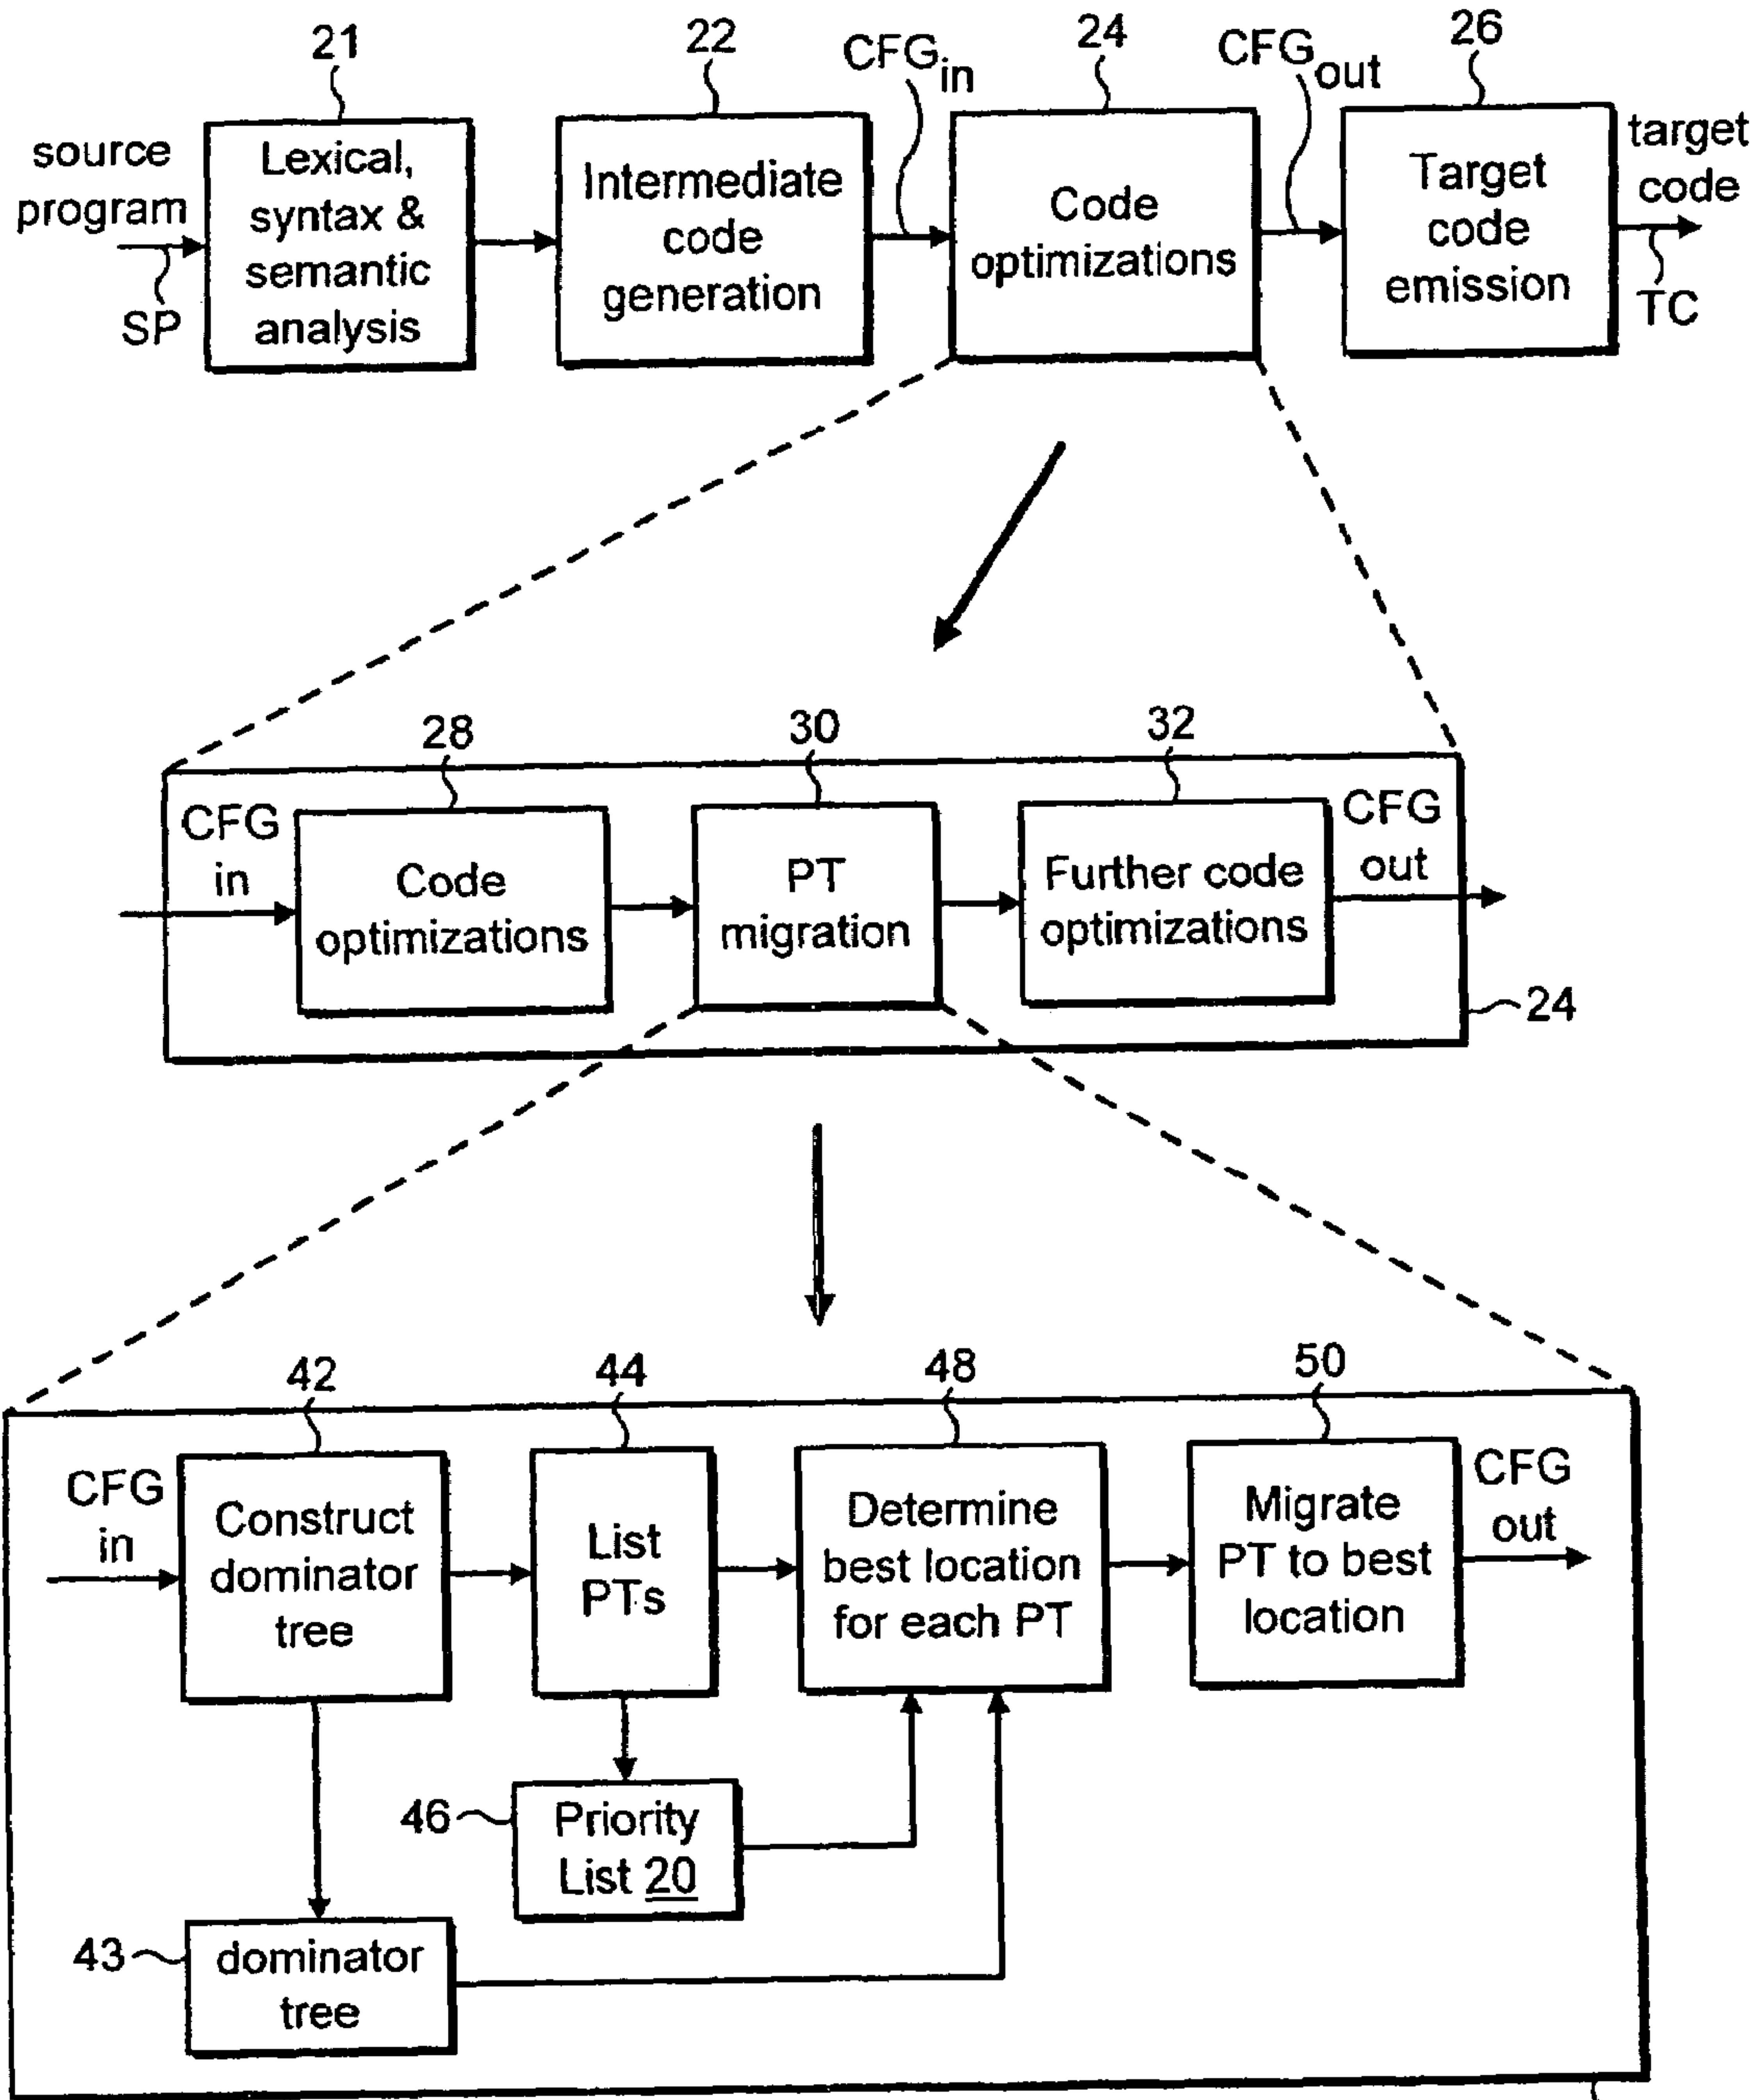 21
22
CFGin
24
CFGout
26
source
program
SP
Lexical,
syntax &
semantic
analysis
Intermediate
code
generation
Code
optimizations
Target
code
emission
target
code
TC
28
30
32
CFG
in
Code
optimizations
PT
migration
Further code
optimizations
CFG
out
24
42
44
48
50
CFG
in
Construct
dominator
tree
List
PTs
Determine
best location
for each PT
Migrate
PT to best
location
CFG
out
46
Priority
List 20
43
dominator
tree